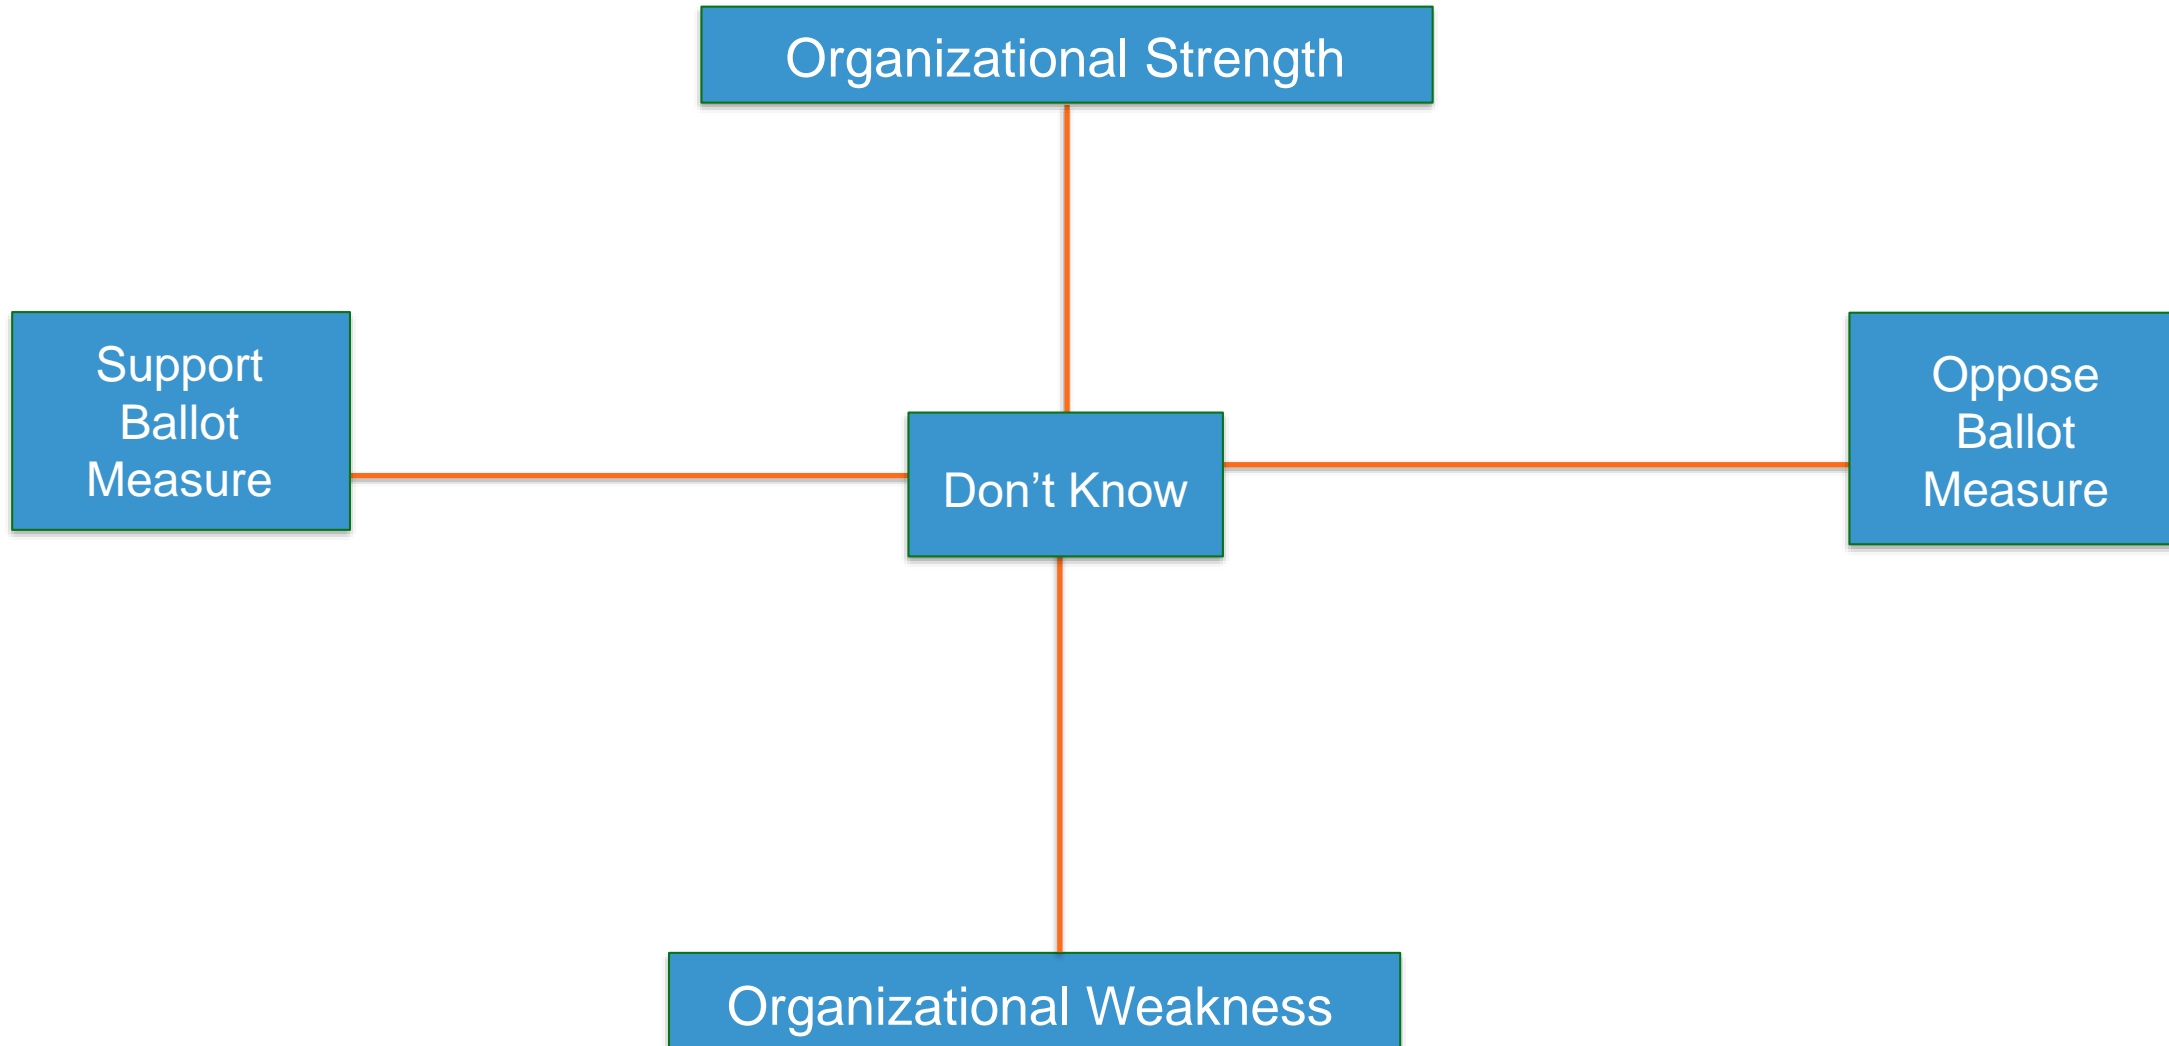 Organizational Strength
Support
Ballot
Measure
Don’t Know
Oppose
Ballot
Measure
Organizational Weakness